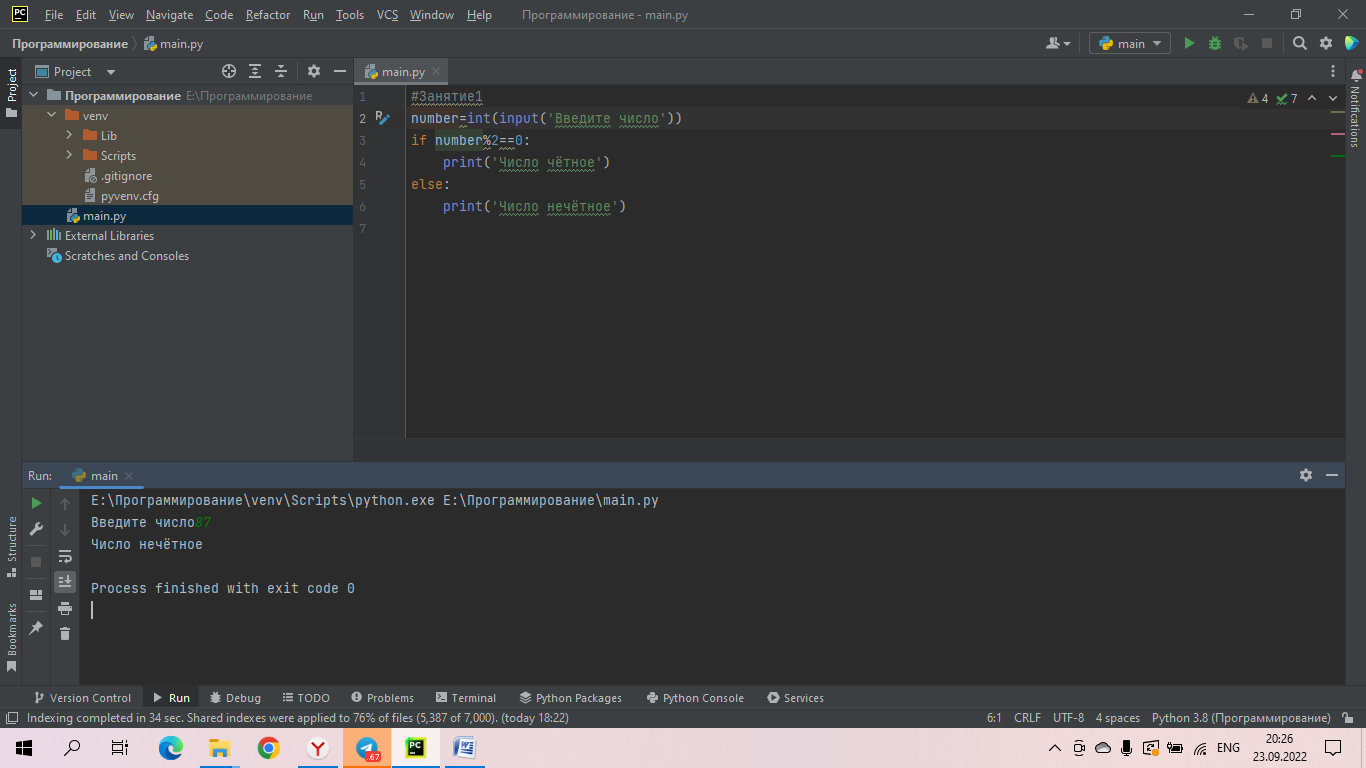 PC File Edit View Navigate Code Refactor Run Tools VCS Window Help Программирование - main.py
Программирование main.py main
Project main.py
Project
Программирование E:\Программирование
venv
Lib
Scripts
.gitignore
pyvenv.cfg
main.py
External Libraries
Scratches and Consoles
1 #Занятие1
2 number=int(input('Введите число'))
3 if number%2==0:
4 print('Число чётное')
5 else:
6 print('Число нечётное')
7
4 7
Notifications
Run: main
E:\Программирование\venv\Scripts\python.exe E:\Программирование\main.py
Введите число87
Число нечётное
Process finished with exit code 0
Structure
Bookmarks
Version Control Run Debug TODO Problems Terminal Python Packages Python Console Services
Indexing completed in 34 sec. Shared indexes were applied to 76% of files (5,387 of 7,000). (today 18:22) 6:1 CRLF UTF-8 4 spaces Python 3.8 (Программирование)
.67 PC ENG 20:26
23.09.2022